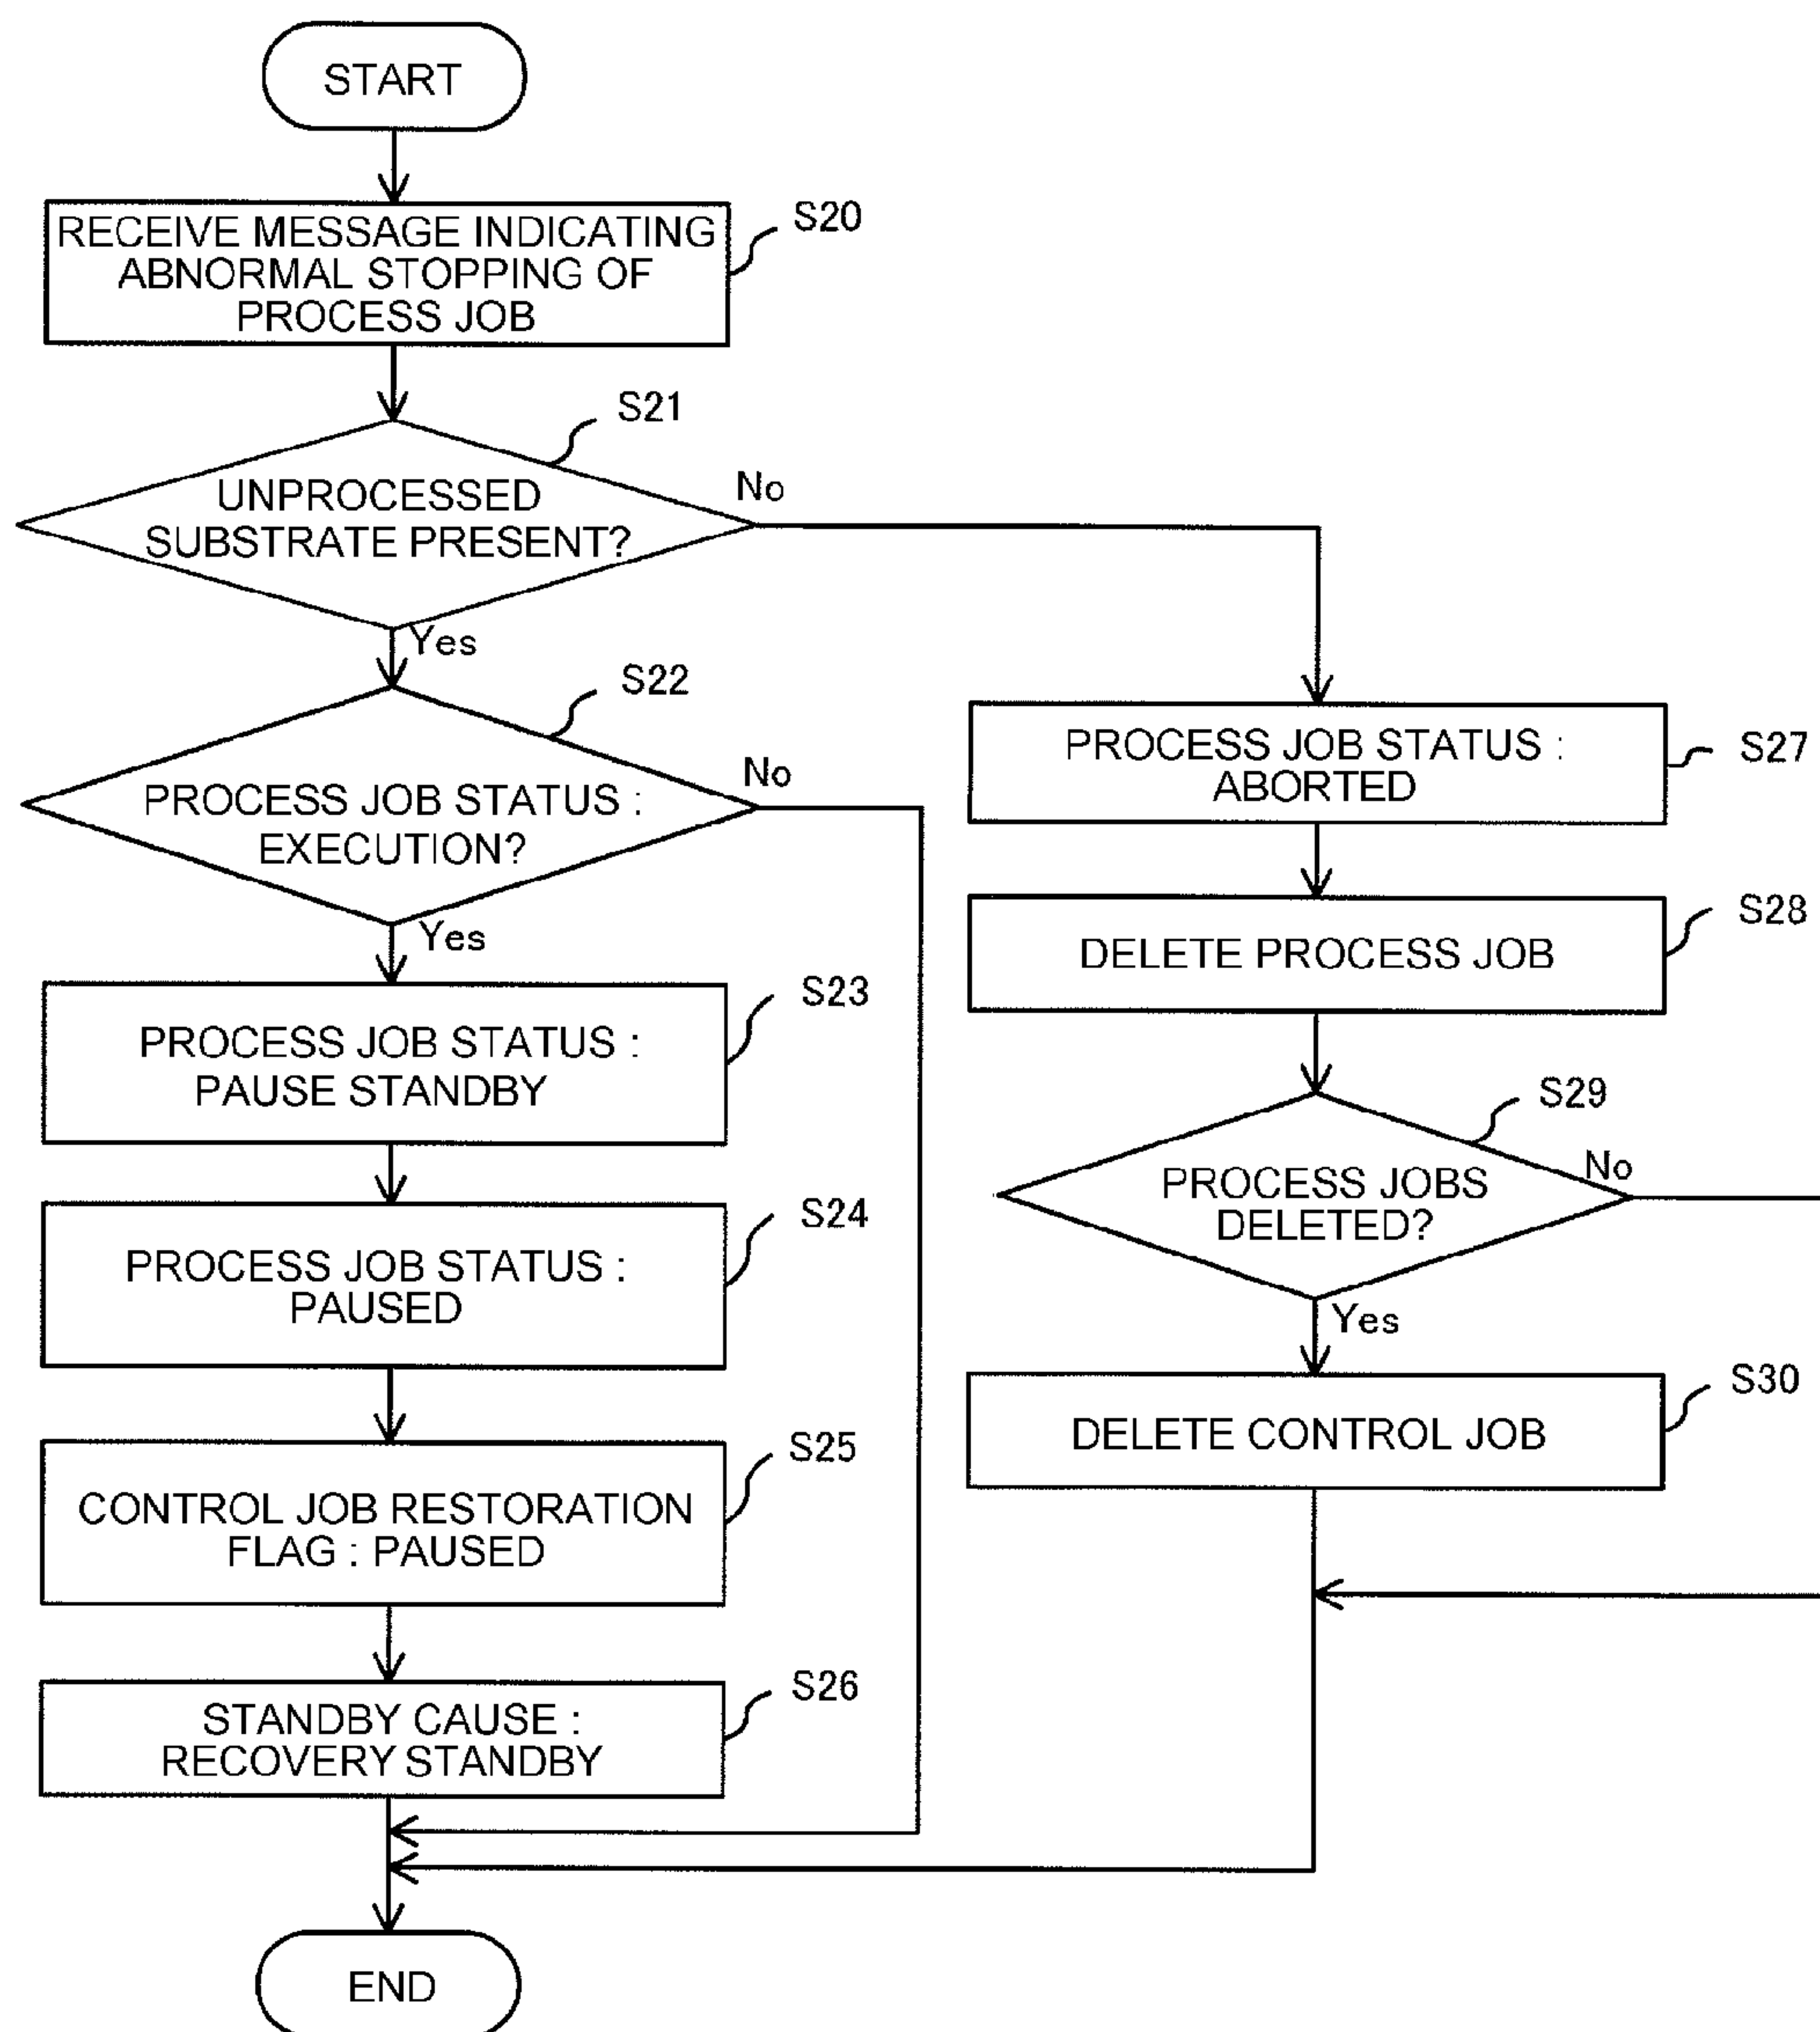 START
RECEIVE MESSAGE INDICATING
ABNORMAL STOPPING OF
PROCESS JOB
S20
UNPROCESSED
SUBSTRATE PRESENT?
S21
No
Yes
PROCESS JOB STATUS :
EXECUTION?
S22
No
Yes
PROCESS JOB STATUS :
PAUSE STANDBY
S23
PROCESS JOB STATUS :
PAUSED
S24
CONTROL JOB RESTORATION
FLAG : PAUSED
S25
STANDBY CAUSE :
RECOVERY STANDBY
S26
PROCESS JOB STATUS :
ABORTED
S27
DELETE PROCESS JOB
S28
PROCESS JOBS
DELETED?
S29
No
Yes
DELETE CONTROL JOB
S30
END